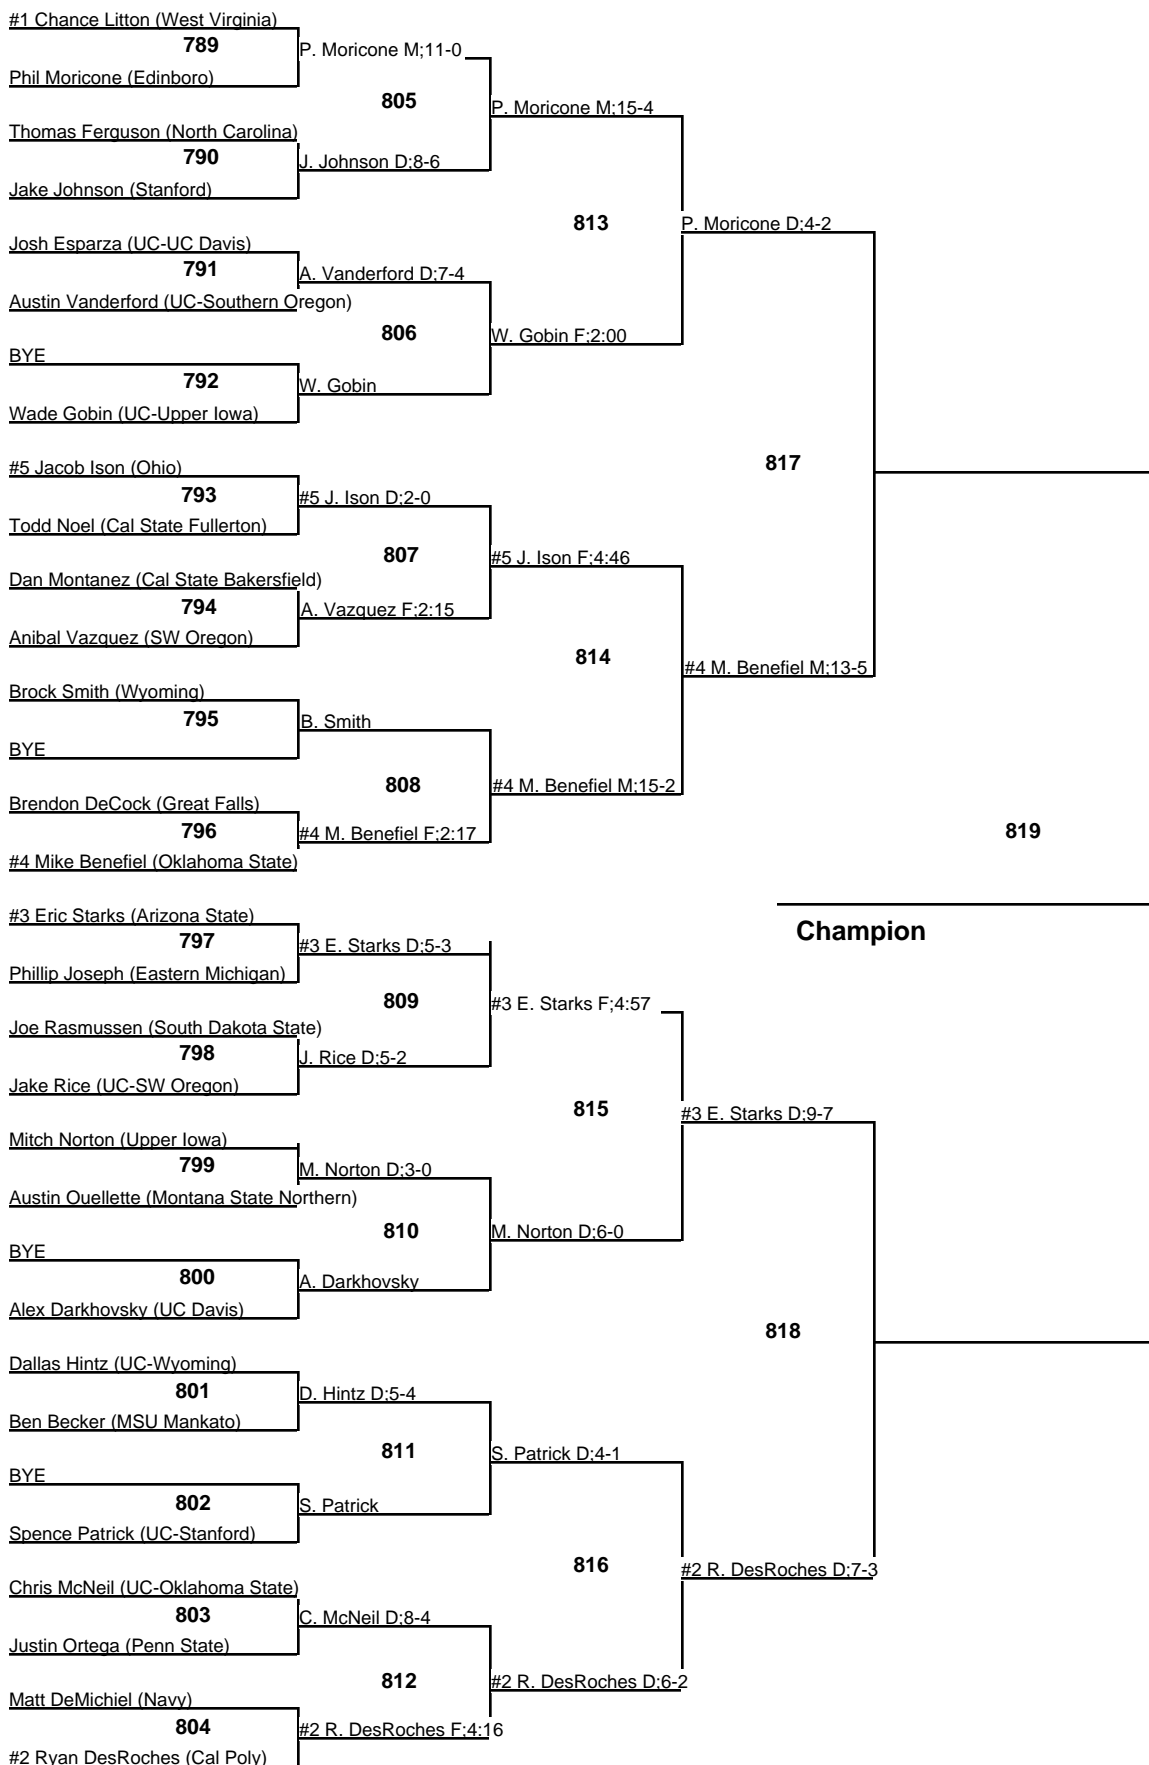 #1 Chance Litton (West Virginia)
789
P. Moricone M;11-0
Phil Moricone (Edinboro)
805
P. Moricone M;15-4
Thomas Ferguson (North Carolina)
790
J. Johnson D;8-6
Jake Johnson (Stanford)
813
P. Moricone D;4-2
Josh Esparza (UC-UC Davis)
791
A. Vanderford D;7-4
Austin Vanderford (UC-Southern Oregon)
806
W. Gobin F;2:00
BYE
792
W. Gobin
Wade Gobin (UC-Upper Iowa)
817
#5 Jacob Ison (Ohio)
793
#5 J. Ison D;2-0
Todd Noel (Cal State Fullerton)
807
#5 J. Ison F;4:46
Dan Montanez (Cal State Bakersfield)
794
A. Vazquez F;2:15
Anibal Vazquez (SW Oregon)
814
#4 M. Benefiel M;13-5
Brock Smith (Wyoming)
795
B. Smith
BYE
808
#4 M. Benefiel M;15-2
Brendon DeCock (Great Falls)
796
#4 M. Benefiel F;2:17
819
#4 Mike Benefiel (Oklahoma State)
#3 Eric Starks (Arizona State)
Champion
797
#3 E. Starks D;5-3
Phillip Joseph (Eastern Michigan)
809
#3 E. Starks F;4:57
Joe Rasmussen (South Dakota State)
798
J. Rice D;5-2
Jake Rice (UC-SW Oregon)
815
#3 E. Starks D;9-7
Mitch Norton (Upper Iowa)
799
M. Norton D;3-0
Austin Ouellette (Montana State Northern)
810
M. Norton D;6-0
BYE
800
A. Darkhovsky
Alex Darkhovsky (UC Davis)
818
Dallas Hintz (UC-Wyoming)
801
D. Hintz D;5-4
Ben Becker (MSU Mankato)
811
S. Patrick D;4-1
BYE
802
S. Patrick
Spence Patrick (UC-Stanford)
816
#2 R. DesRoches D;7-3
Chris McNeil (UC-Oklahoma State)
803
C. McNeil D;8-4
Justin Ortega (Penn State)
812
#2 R. DesRoches D;6-2
Matt DeMichiel (Navy)
804
#2 R. DesRoches F;4:16
#2 Ryan DesRoches (Cal Poly)